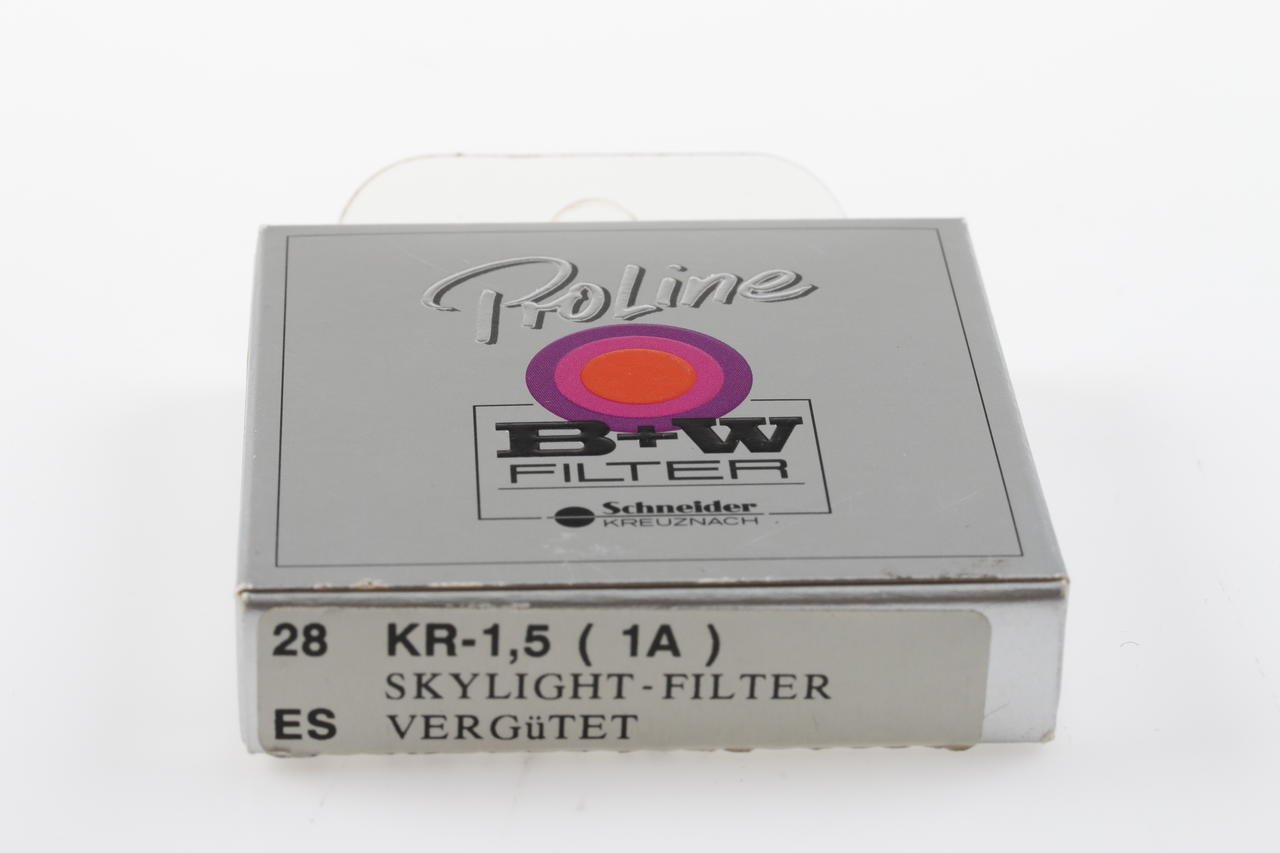 ProLine
B+W
FILTER
Schneider
KREUZNACH
28 KR-1,5 ( 1A )
SKYLIGHT-FILTER
ES VERGüTET